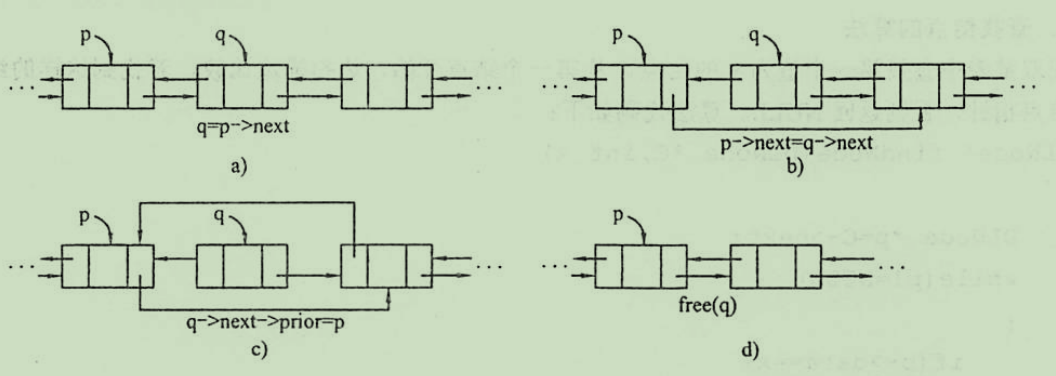 p q p q
... ... ... ...
q=p->next
p->next=q->next
a) b)
p q p
... ... ...
free(q)
q->next->prior=p
c) d)